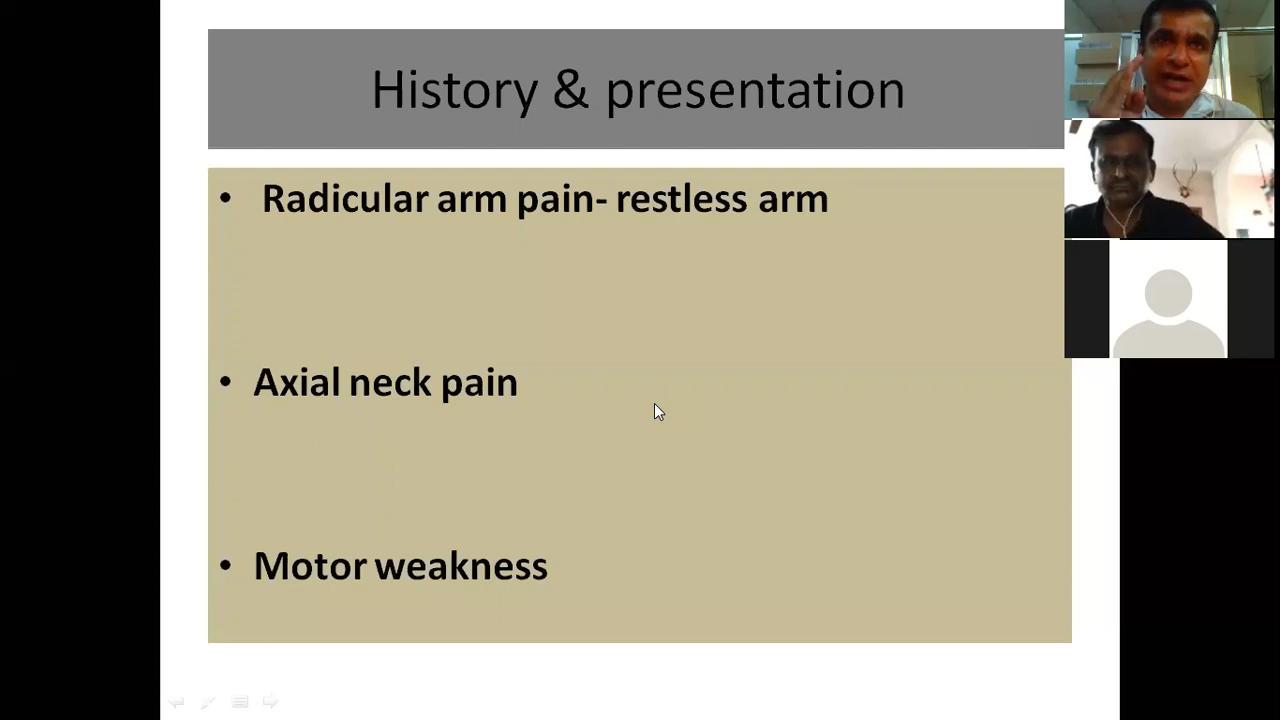 History & presentation
• Radicular arm pain- restless arm
• Axial neck pain
• Motor weakness